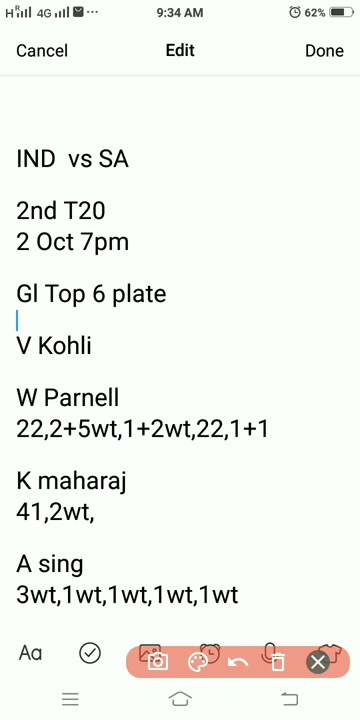 4G
9:34 AM
62%
Cancel
Edit
Done
IND vs SA
2nd T20
2 Oct 7pm
Gl Top 6 plate
V Kohli
W Parnell
22,2+5wt,1+2wt,22,1+1
K maharaj
41,2wt,
A sing
3wt,1wt,1wt,1wt,1wt
Aa